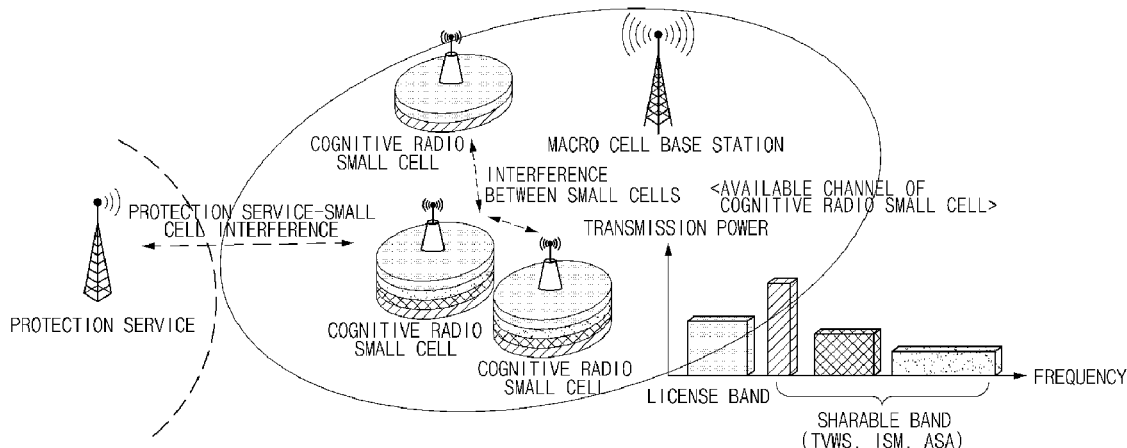 COGNITIVE RADIO
SMALL CELL
MACRO CELL BASE STATION
INTERFERENCE
BETWEEN SMALL CELLS
<AVAILABLE CHANNEL OF
COGNITIVE RADIO SMALL CELL>
PROTECTION SERVICE-SMALL
CELL INTERFERENCE
TRANSMISSION POWER
PROTECTION SERVICE
COGNITIVE RADIO
SMALL CELL
COGNITIVE RADIO
SMALL CELL
LICENSE BAND
FREQUENCY
SHARABLE BAND
(TVWS, ISM, ASA)